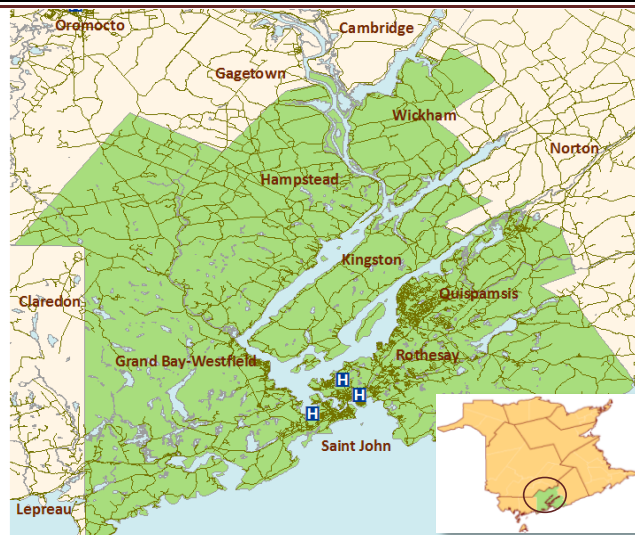 Oromocto
Cambridge
Gagetown
Wickham
Norton
Hampstead
Kingston
Quispamsis
Claredon
Grand Bay-Westfield
Rothesay
H
H
H
Saint John
Lepreau